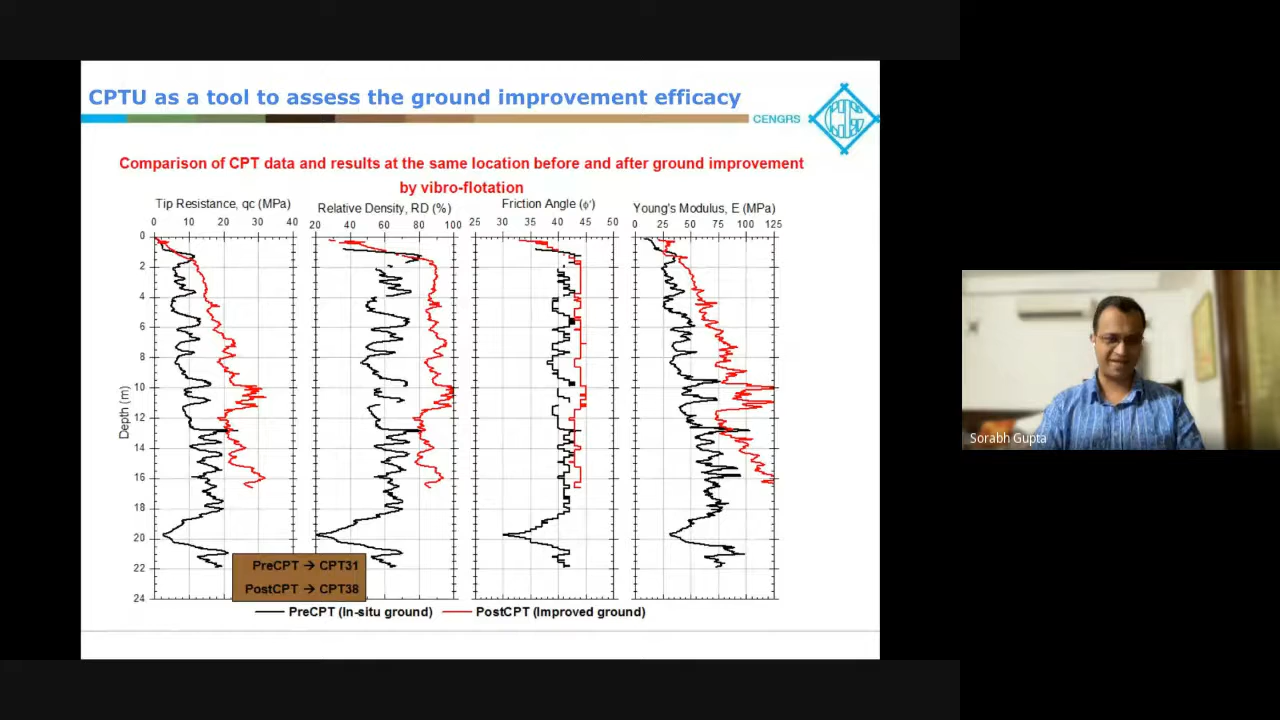 CPTU as a tool to assess the ground improvement efficacy
CENGRS
Comparison of CPT data and results at the same location before and after ground improvement
by vibro-flotation
Tip Resistance, qc (MPa)
0 10 20 30 40
Relative Density, RD (%)
20 40 60 80 100
Friction Angle (ϕ')
25 30 35 40 45 50
Young's Modulus, E (MPa)
0 25 50 75 100 125
Depth (m)
0
2
4
6
8
10
12
14
16
18
20
22
24
PreCPT → CPT31
PostCPT → CPT38
PreCPT (In-situ ground) PostCPT (Improved ground)
Sorabh Gupta